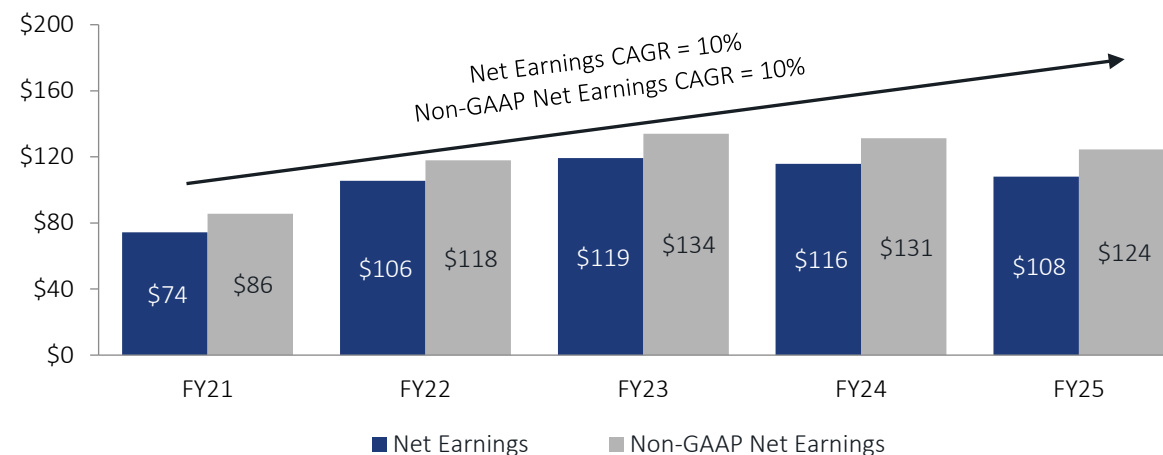 $200
$160
$120
$80
$40
$0
Net Earnings CAGR = 10%
Non-GAAP Net Earnings CAGR = 10%
$74 $86 $106 $118 $119 $134 $116 $131 $108 $124
FY21 FY22 FY23 FY24 FY25
Net Earnings Non-GAAP Net Earnings